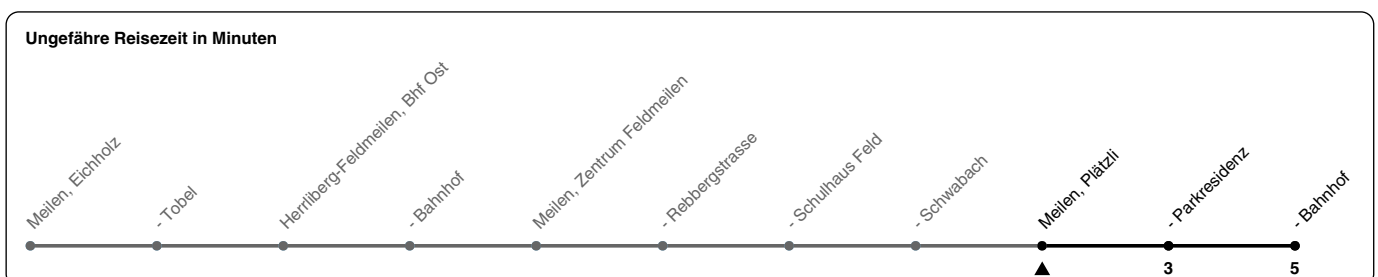 Ungefähre Reisezeit in Minuten
Meilen, Eichholz
- Tobel
Herrliberg-Feldmeilen, Bhf Ost
- Bahnhof
Meilen, Zentrum Feldmeilen
- Rebbergstrasse
- Schulhaus Feld
- Schwabach
Meilen, Plätzli
- Parkresidenz
- Bahnhof
3
5